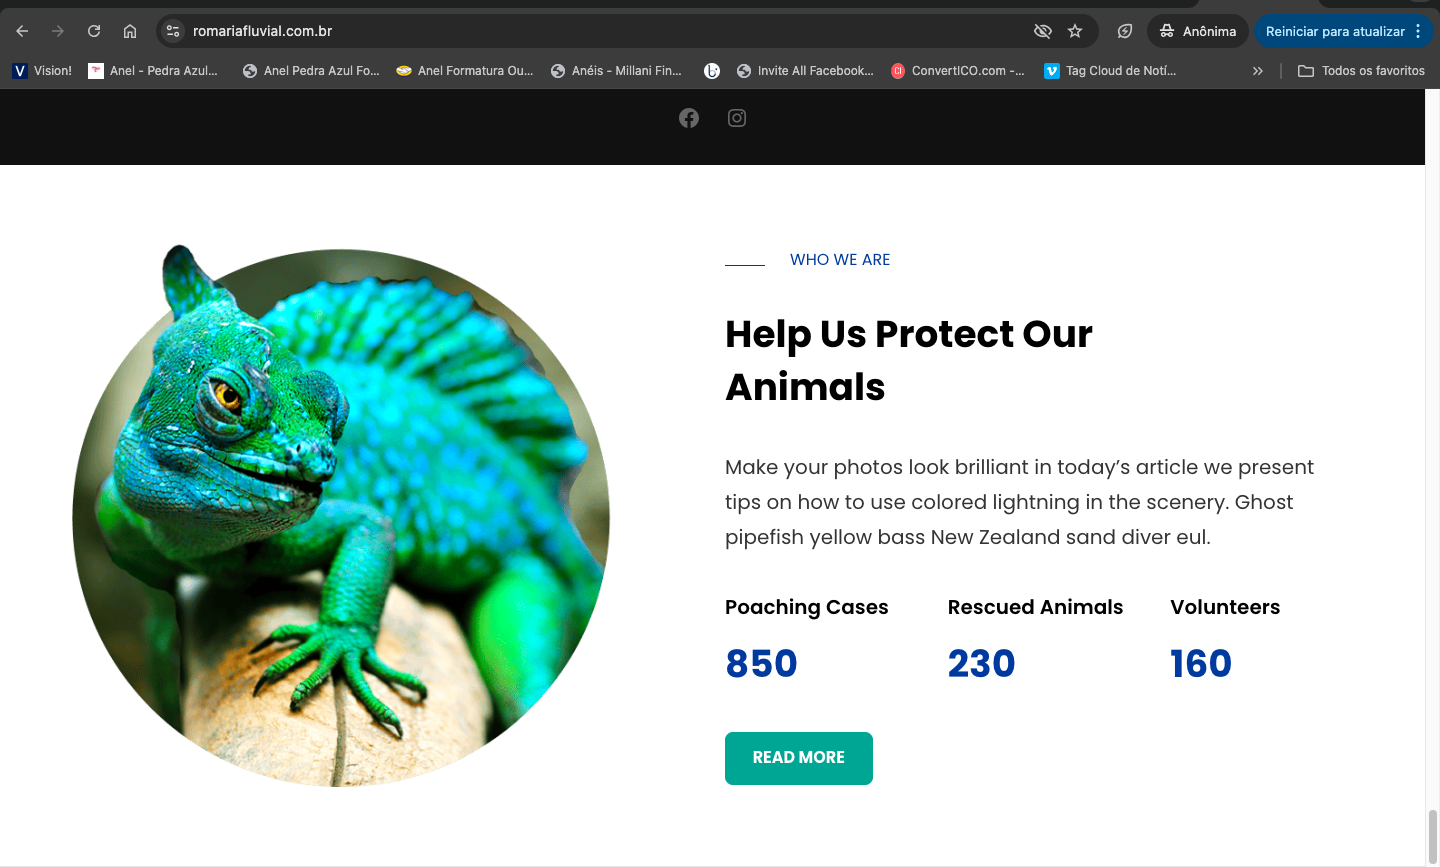 romariafluvial.com.br
Anônima
Reiniciar para atualizar
Vision!
Anel - Pedra Azul...
Anel Pedra Azul Fo...
Anel Formatura Ou...
Anéis - Millani Fin...
Invite All Facebook...
ConvertICO.com -...
Tag Cloud de Notí...
Todos os favoritos
WHO WE ARE
Help Us Protect Our
Animals
Make your photos look brilliant in today’s article we present
tips on how to use colored lightning in the scenery. Ghost
pipefish yellow bass New Zealand sand diver eul.
Poaching Cases
Rescued Animals
Volunteers
850
230
160
READ MORE